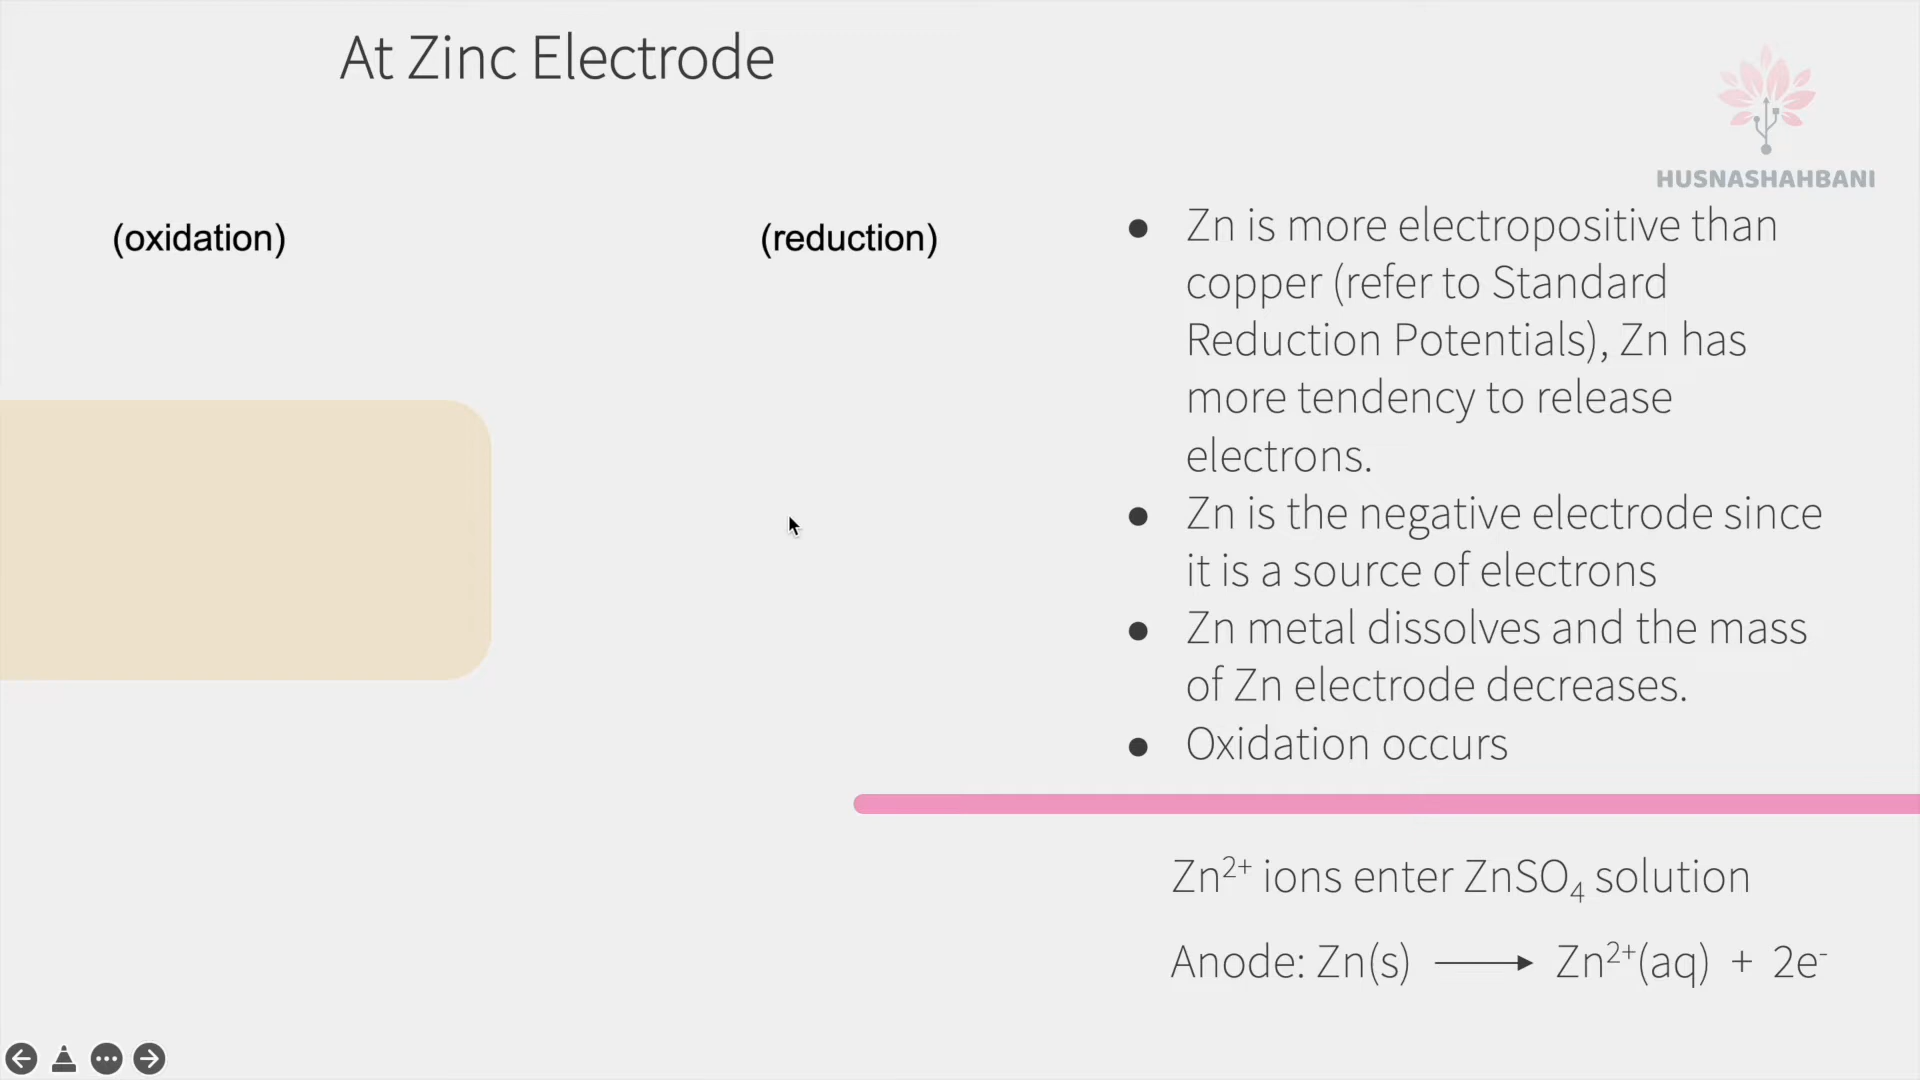 At Zinc Electrode
HUSNASHAHBANI
(oxidation)
(reduction)
● Zn is more electropositive than
copper (refer to Standard
Reduction Potentials), Zn has
more tendency to release
electrons.
● Zn is the negative electrode since
it is a source of electrons
● Zn metal dissolves and the mass
of Zn electrode decreases.
● Oxidation occurs
Zn²⁺ ions enter ZnSO₄ solution
Anode: Zn(s) ⟶ Zn²⁺(aq) + 2e⁻